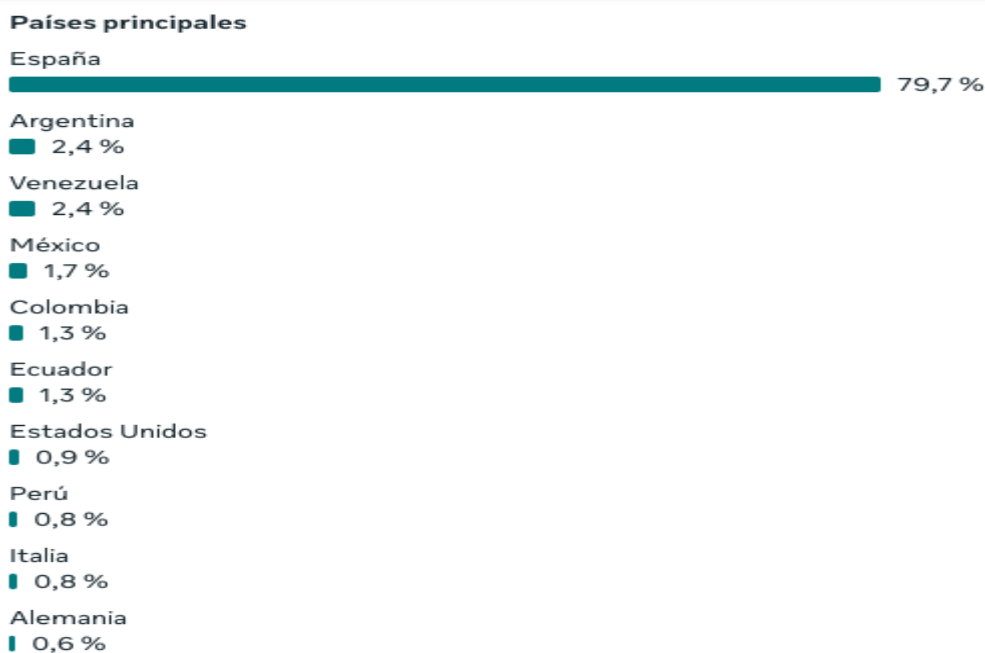 Países principales
España
79,7 %
Argentina
2,4 %
Venezuela
2,4 %
México
1,7 %
Colombia
1,3 %
Ecuador
1,3 %
Estados Unidos
0,9 %
Perú
0,8 %
Italia
0,8 %
Alemania
0,6 %